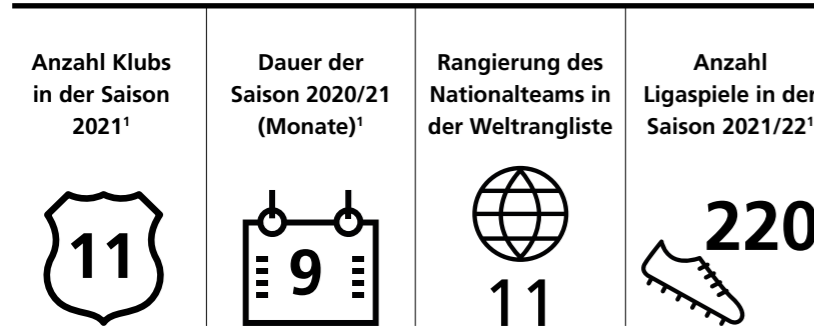 Anzahl Klubs
in der Saison
2021¹
11
Dauer der
Saison 2020/21
(Monate)¹
9
Rangierung des
Nationalteams in
der Weltrangliste
11
Anzahl
Ligaspiele in der
Saison 2021/22¹
220